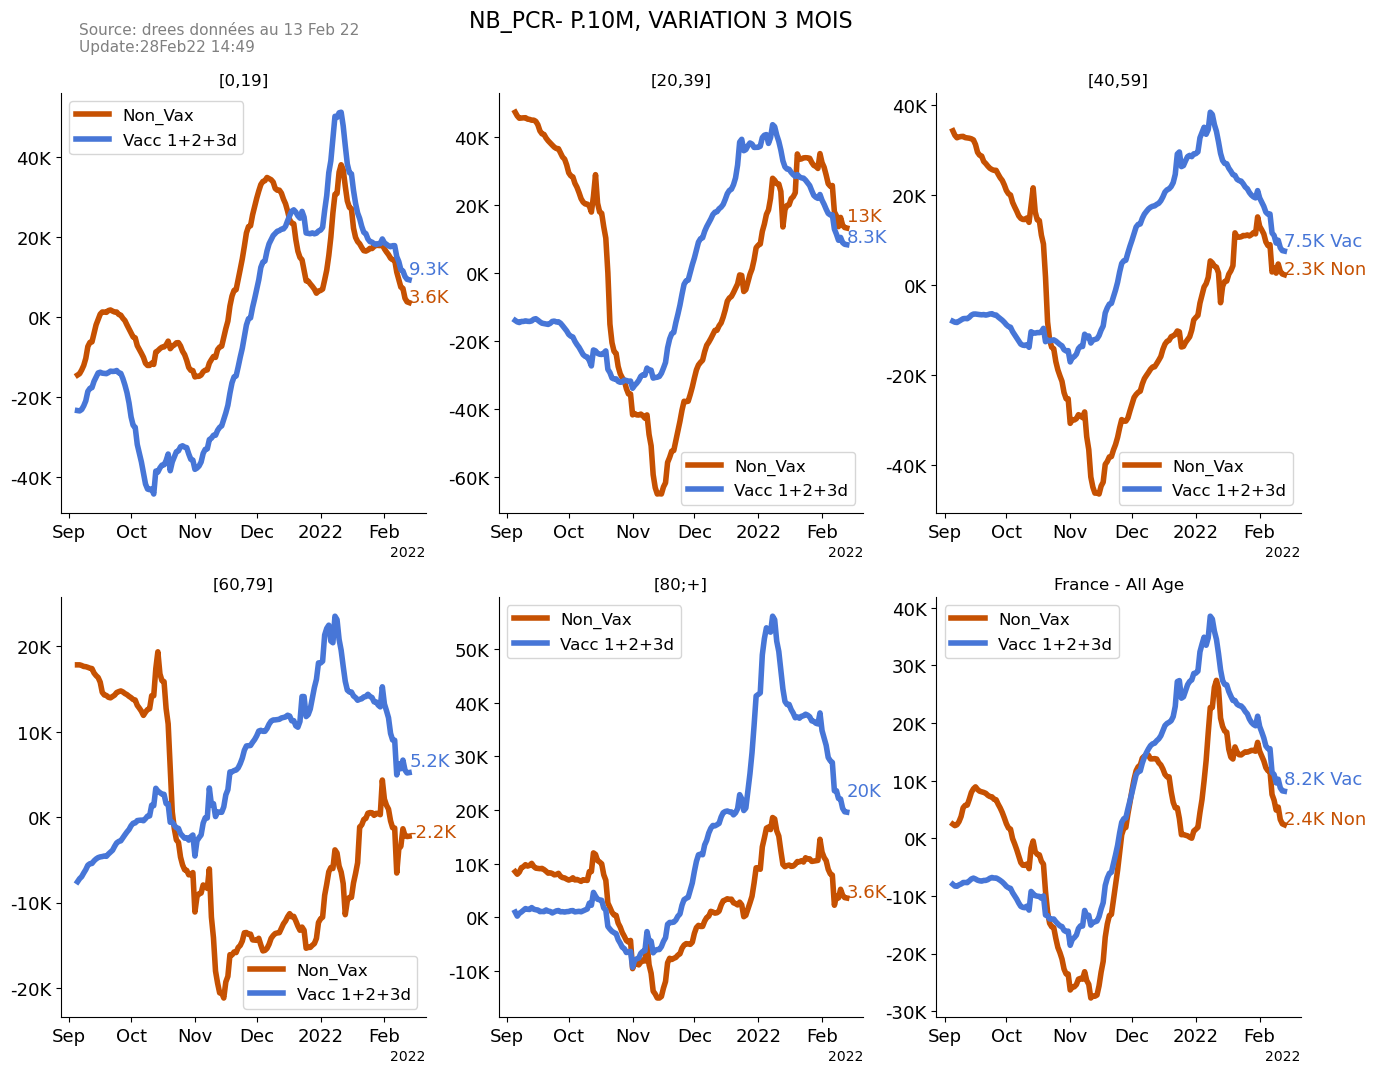 NB_PCR- P.10M, VARIATION 3 MOIS
Source: drees données au 13 Feb 22
Update:28Feb22 14:49
[0,19]
Non_Vax
Vacc 1+2+3d
40K
20K
0K
-20K
-40K
9.3K
3.6K
Sep Oct Nov Dec 2022 Feb
2022
[20,39]
40K
20K
0K
-20K
-40K
-60K
13K
8.3K
Non_Vax
Vacc 1+2+3d
Sep Oct Nov Dec 2022 Feb
2022
[40,59]
40K
20K
0K
-20K
-40K
7.5K Vac
2.3K Non
Non_Vax
Vacc 1+2+3d
Sep Oct Nov Dec 2022 Feb
2022
[60,79]
20K
10K
0K
-10K
-20K
5.2K
-2.2K
Non_Vax
Vacc 1+2+3d
Sep Oct Nov Dec 2022 Feb
2022
[80;+]
Non_Vax
Vacc 1+2+3d
50K
40K
30K
20K
10K
0K
-10K
20K
3.6K
Sep Oct Nov Dec 2022 Feb
2022
France - All Age
Non_Vax
Vacc 1+2+3d
40K
30K
20K
10K
0K
-10K
-20K
-30K
8.2K Vac
2.4K Non
Sep Oct Nov Dec 2022 Feb
2022